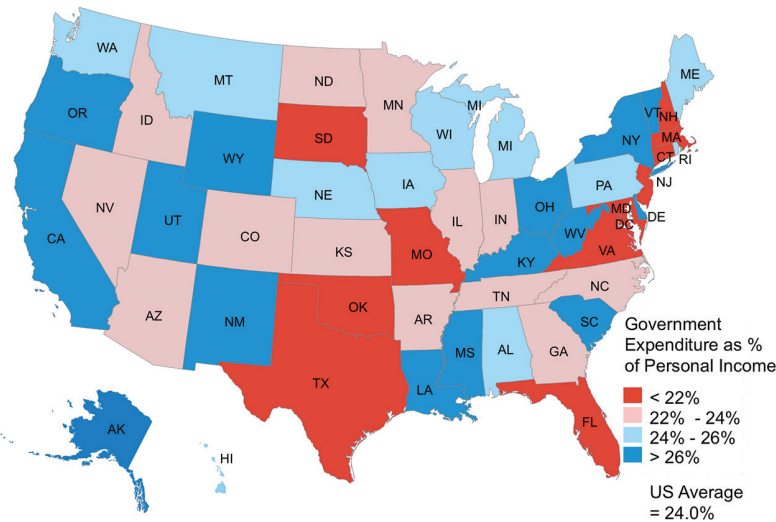 WA
MT
ND
MN
ME
OR
ID
SD
WI
MI
MI
VT
NH
NY
MA
CT
RI
WY
NE
IA
PA
NJ
NV
UT
CO
KS
IL
IN
OH
WV
MD
DE
DC
VA
CA
MO
KY
AZ
NM
OK
AR
TN
NC
TX
LA
MS
AL
GA
SC
FL
AK
HI
Government
Expenditure as %
of Personal Income
< 22%
22% - 24%
24% - 26%
> 26%
US Average
= 24.0%